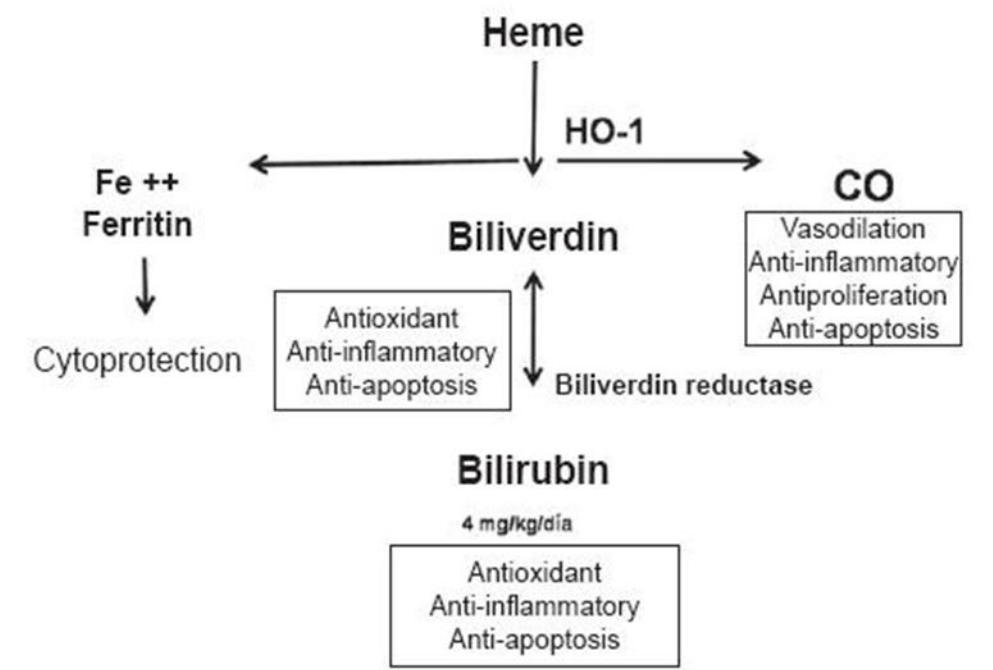 Heme
HO-1
Fe ++
Ferritin
Cytoprotection
Biliverdin
CO
Vasodilation
Anti-inflammatory
Antiproliferation
Anti-apoptosis
Antioxidant
Anti-inflammatory
Anti-apoptosis
Biliverdin reductase
Bilirubin
4 mg/kg/día
Antioxidant
Anti-inflammatory
Anti-apoptosis